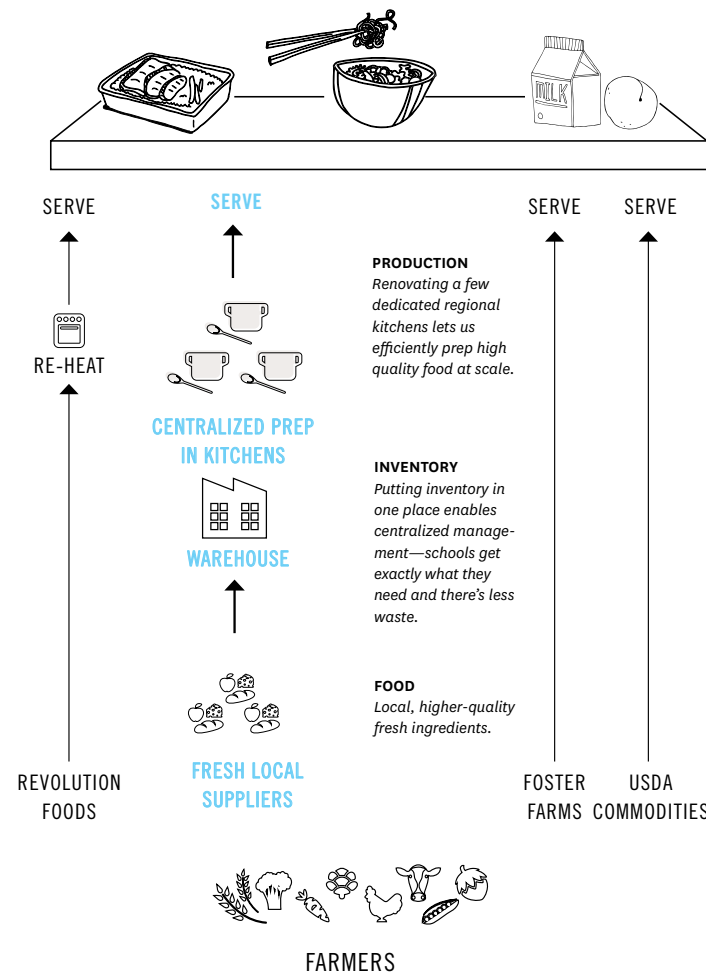 MILK
SERVE
SERVE
SERVE
SERVE
PRODUCTION
Renovating a few
dedicated regional
kitchens lets us
efficiently prep high
quality food at scale.
RE-HEAT
CENTRALIZED PREP
IN KITCHENS
INVENTORY
Putting inventory in
one place enables
centralized manage-
ment—schools get
exactly what they
need and there's less
waste.
WAREHOUSE
FOOD
Local, higher-quality
fresh ingredients.
REVOLUTION
FOODS
FRESH LOCAL
SUPPLIERS
FOSTER
FARMS
USDA
COMMODITIES
FARMERS